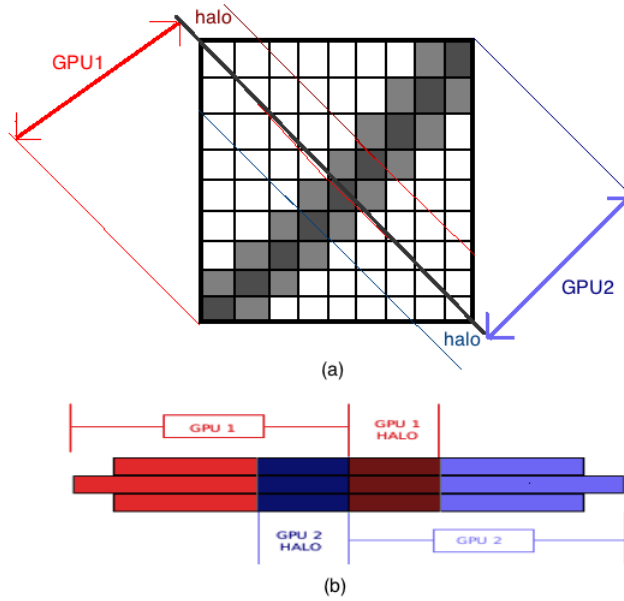 halo
GPU1
GPU2
halo
(a)
GPU 1
GPU 1
HALO
GPU 2
HALO
GPU 2
(b)